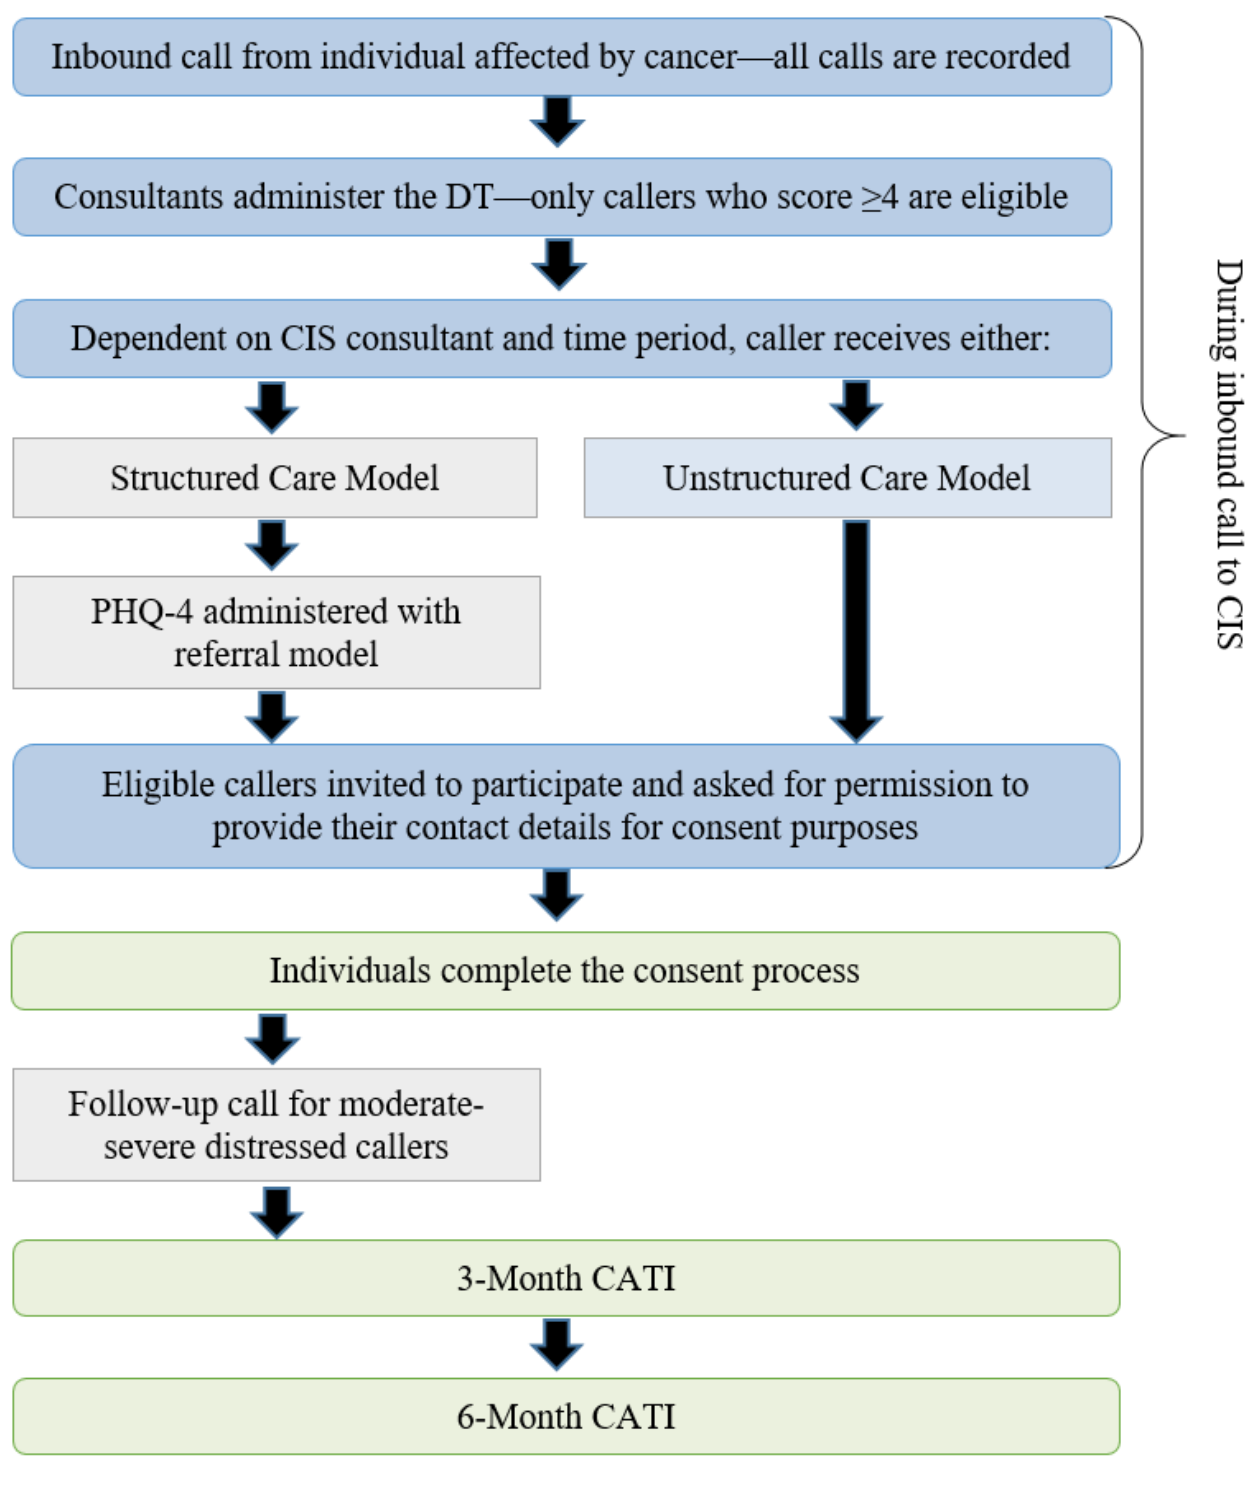 Inbound call from individual affected by cancer—all calls are recorded
Consultants administer the DT—only callers who score ≥4 are eligible
Dependent on CIS consultant and time period, caller receives either:
Structured Care Model
Unstructured Care Model
PHQ-4 administered with
referral model
Eligible callers invited to participate and asked for permission to
provide their contact details for consent purposes
During inbound call to CIS
Individuals complete the consent process
Follow-up call for moderate-
severe distressed callers
3-Month CATI
6-Month CATI